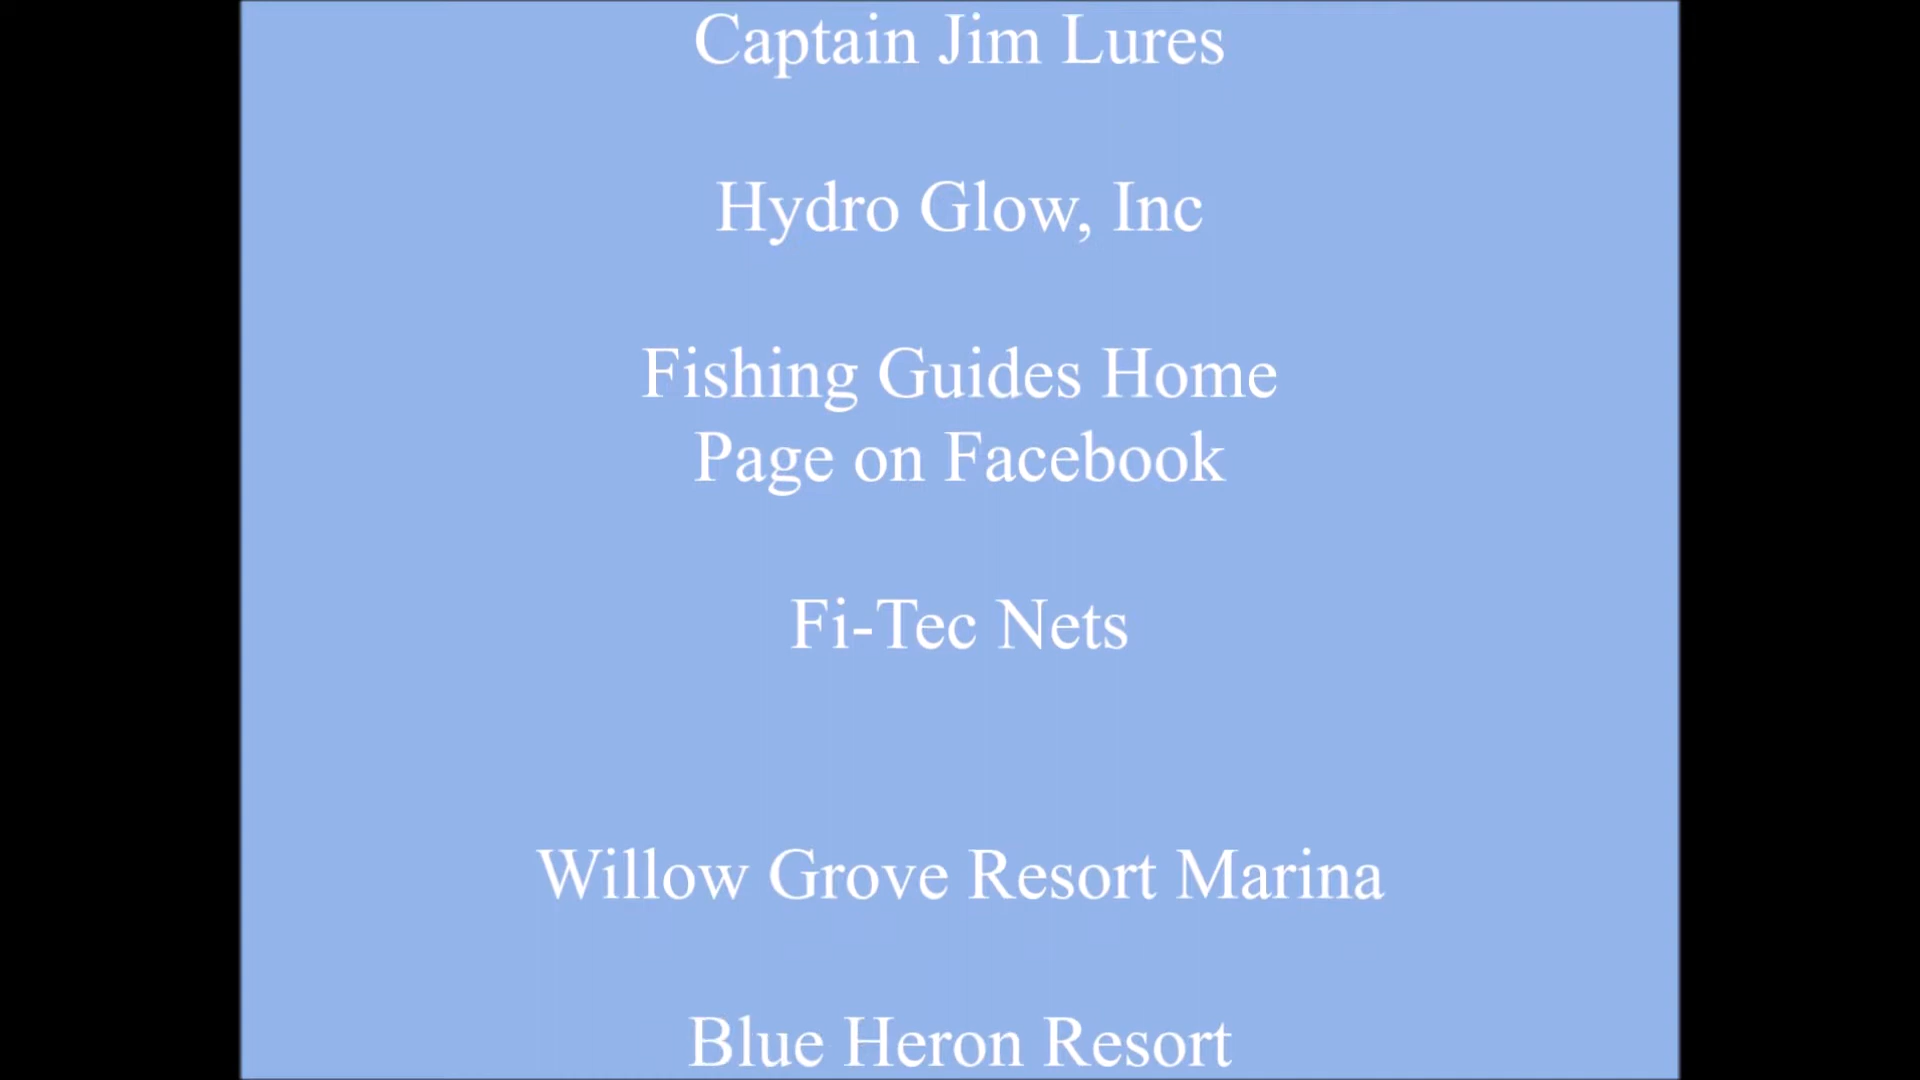 Captain Jim Lures
Hydro Glow, Inc
Fishing Guides Home
Page on Facebook
Fi-Tec Nets
Willow Grove Resort Marina
Blue Heron Resort